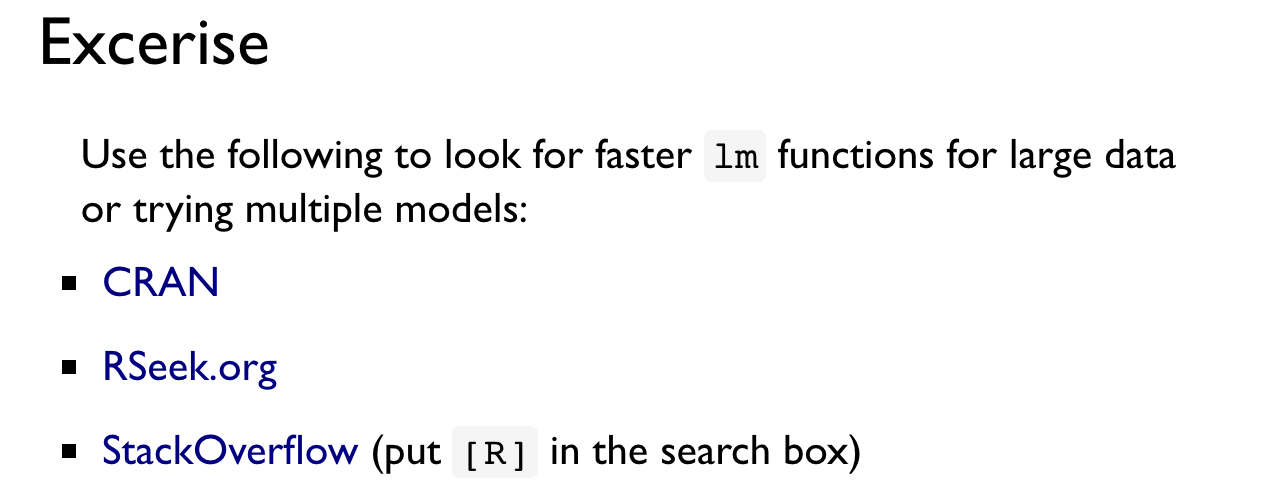 Excerise
Use the following to look for faster lm functions for large data
or trying multiple models:
▪ CRAN
▪ RSeek.org
▪ StackOverflow (put [R] in the search box)